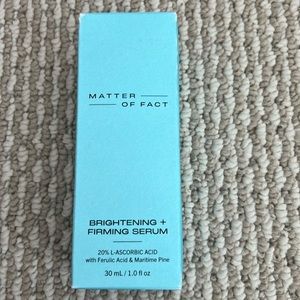 MATTER
OF FACT
BRIGHTENING +
FIRMING SERUM
20% L-ASCORBIC ACID
with Ferulic Acid & Maritime Pine
30 mL / 1.0 fl oz